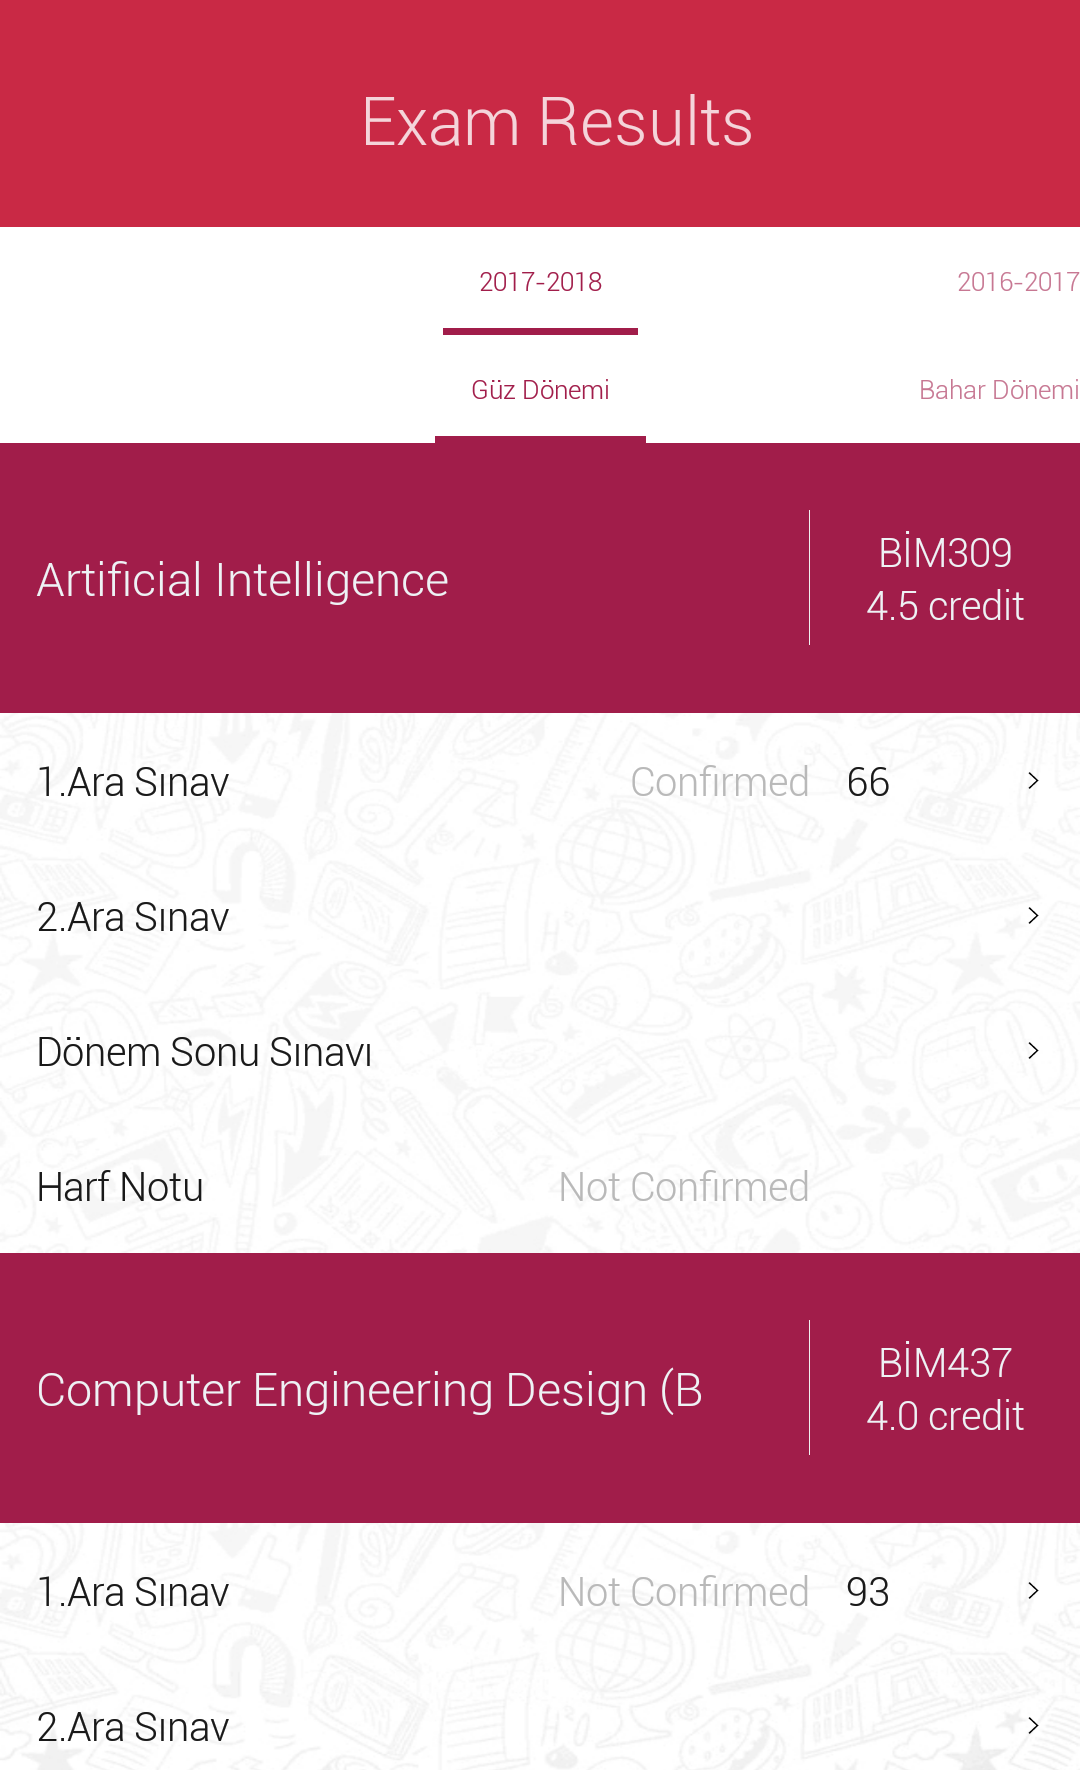 Exam Results
2017-2018 2016-2017
Güz Dönemi Bahar Dönemi
Artificial Intelligence
BİM309
4.5 credit
1.Ara Sınav Confirmed 66
2.Ara Sınav
Dönem Sonu Sınavı
Harf Notu Not Confirmed
Computer Engineering Design (B
BİM437
4.0 credit
1.Ara Sınav Not Confirmed 93
2.Ara Sınav